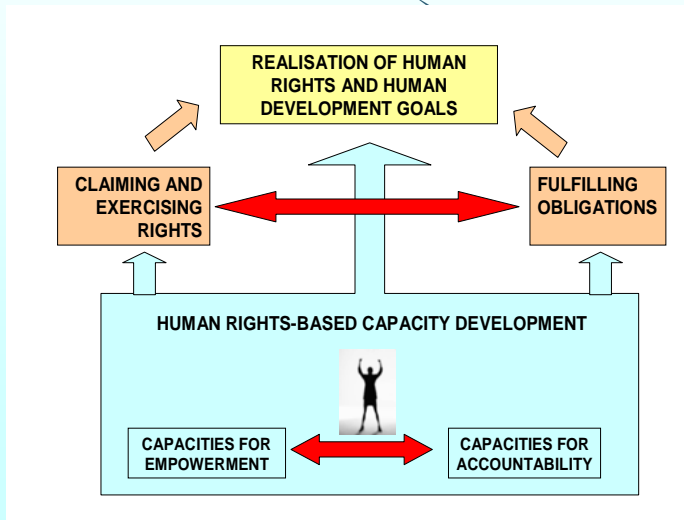 REALISATION OF HUMAN
RIGHTS AND HUMAN
DEVELOPMENT GOALS
CLAIMING AND
EXERCISING
RIGHTS
FULFILLING
OBLIGATIONS
HUMAN RIGHTS-BASED CAPACITY DEVELOPMENT
CAPACITIES FOR
EMPOWERMENT
CAPACITIES FOR
ACCOUNTABILITY